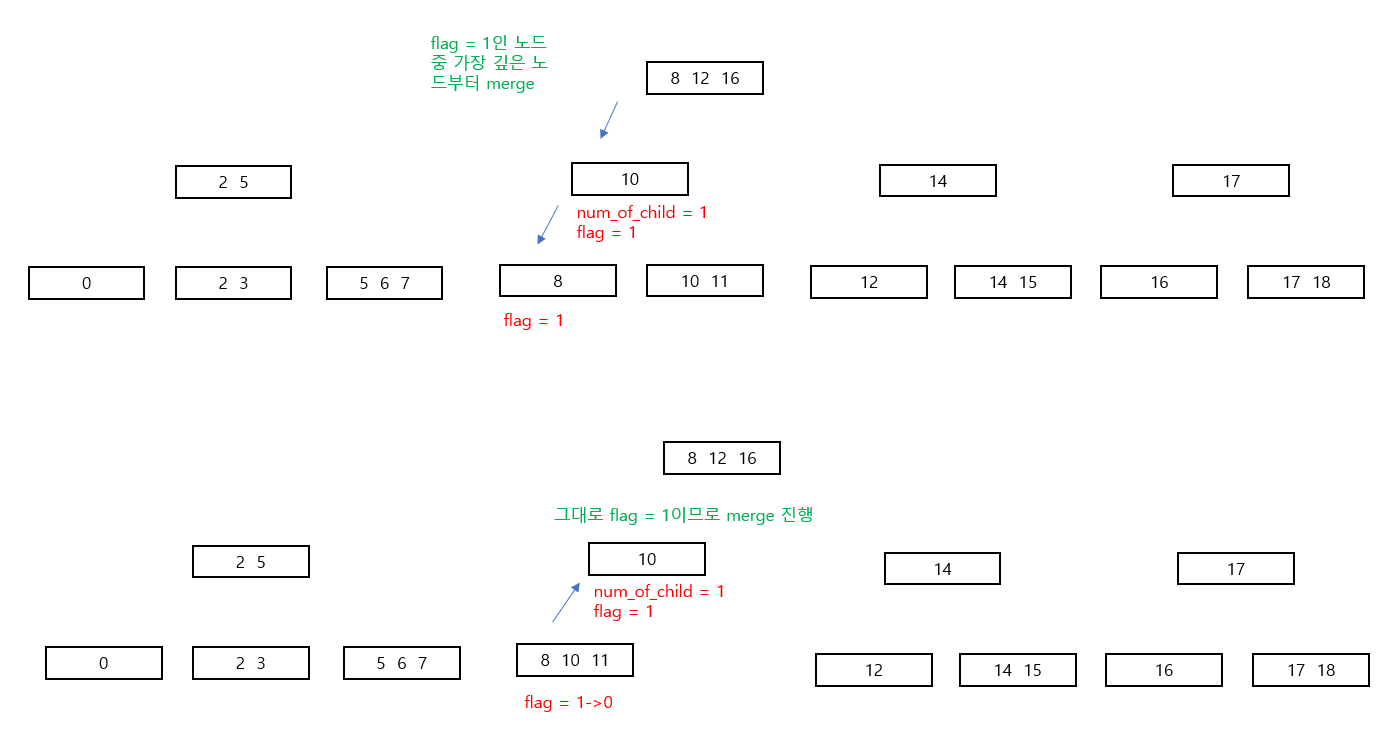 flag = 1인 노드
중 가장 깊은 노
드부터 merge
8 12 16
2 5
10
14
17
num_of_child = 1
flag = 1
0
2 3
5 6 7
8
10 11
12
14 15
16
17 18
flag = 1
8 12 16
그대로 flag = 1이므로 merge 진행
2 5
10
14
17
num_of_child = 1
flag = 1
0
2 3
5 6 7
8 10 11
12
14 15
16
17 18
flag = 1->0